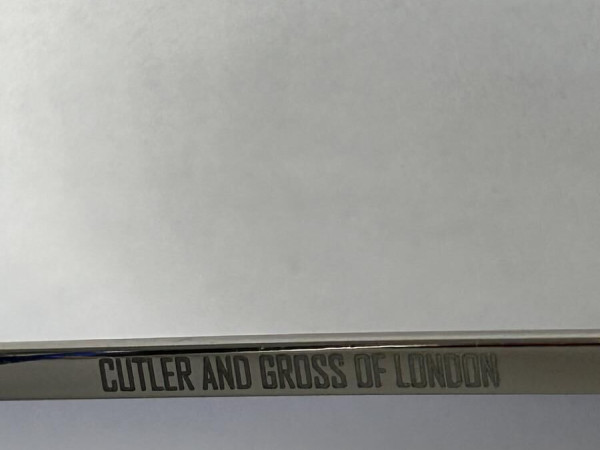 CUTLER AND GROSS OF LONDON